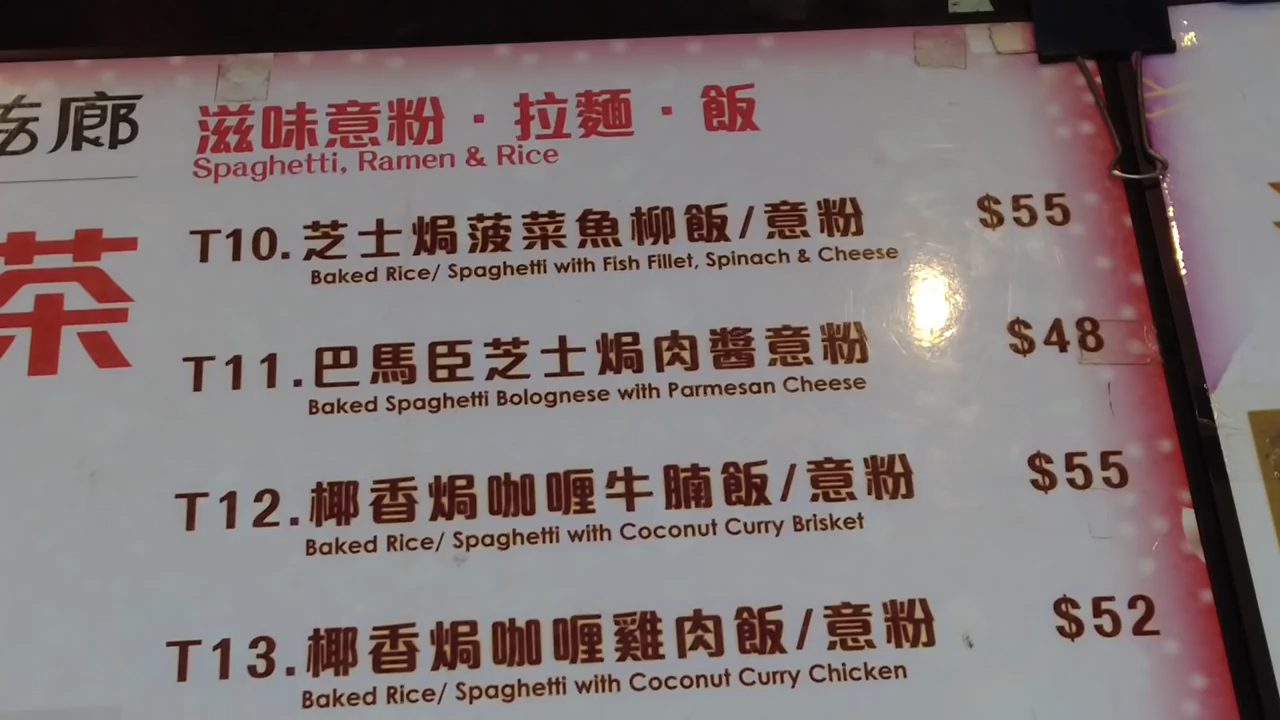 廊
滋味意粉·拉麵·飯
Spaghetti, Ramen & Rice
茶
T10. 芝士焗菠菜魚柳飯/意粉 $55
Baked Rice/ Spaghetti with Fish Fillet, Spinach & Cheese
T11. 巴馬臣芝士焗肉醬意粉 $48
Baked Spaghetti Bolognese with Parmesan Cheese
T12. 椰香焗咖喱牛腩飯/意粉 $55
Baked Rice/ Spaghetti with Coconut Curry Brisket
T13. 椰香焗咖喱雞肉飯/意粉 $52
Baked Rice/ Spaghetti with Coconut Curry Chicken